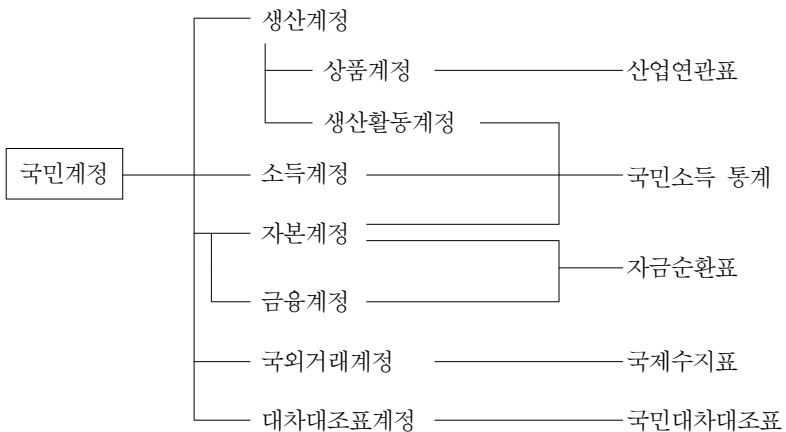 생산계정
상품계정 산업연관표
생산활동계정
국민계정 소득계정 국민소득 통계
자본계정
자금순환표
금융계정
국외거래계정 국제수지표
대차대조표계정 국민대차대조표